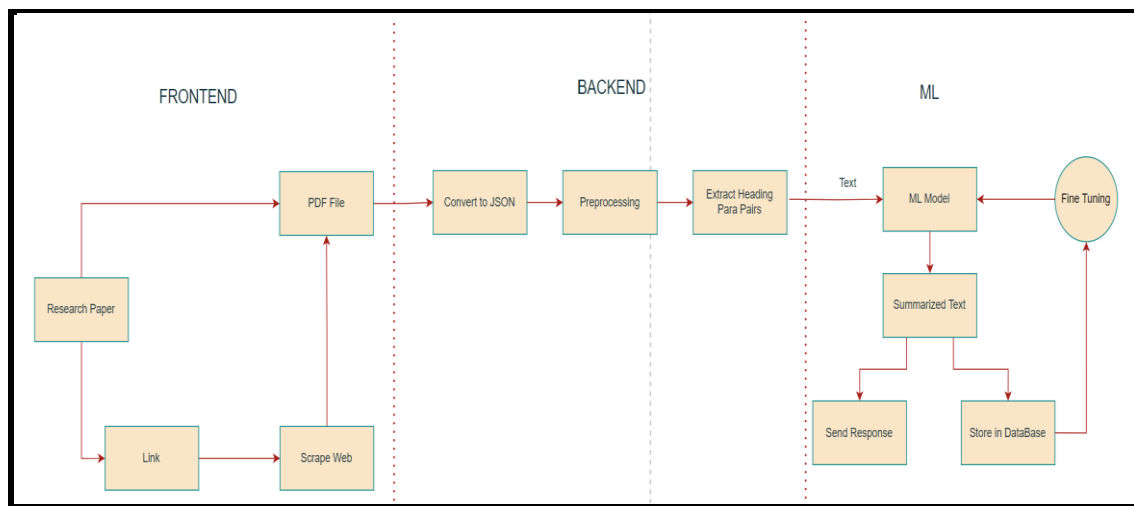 FRONTEND
BACKEND
ML
PDF File
Convert to JSON
Preprocessing
Extract Heading
Para Pairs
Text
ML Model
Fine Tuning
Research Paper
Summarized Text
Link
Scrape Web
Send Response
Store in DataBase